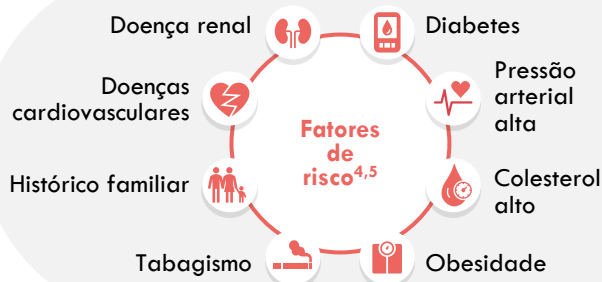 Doença renal
Diabetes
Doenças
cardiovasculares
Pressão
arterial
alta
Fatores
de
risco4,5
Histórico familiar
Colesterol
alto
Tabagismo
Obesidade